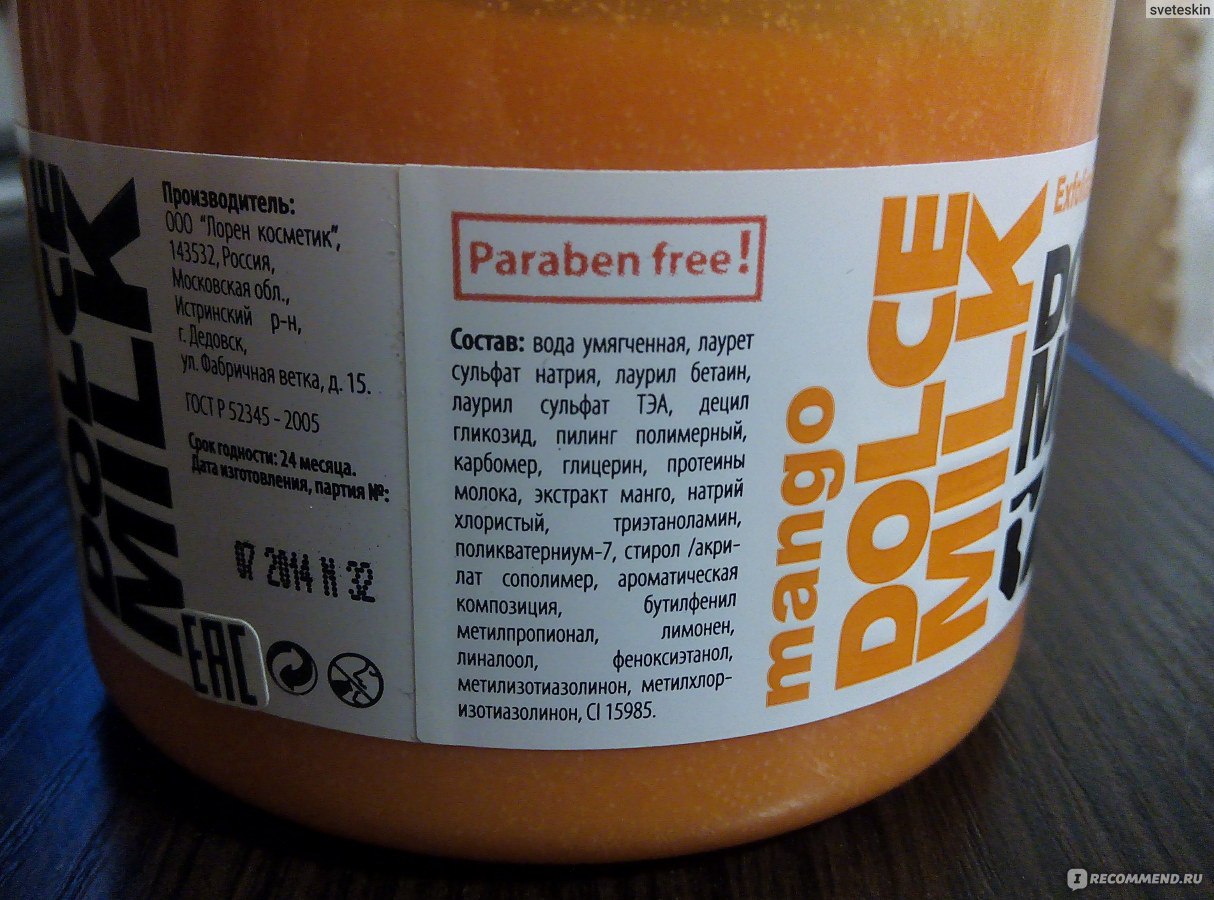 sveteskin
DOLCE
MILK
Производитель:
ООО "Лорен косметик",
143532, Россия,
Московская обл.,
Истринский р-н,
г. Дедовск,
ул. Фабричная ветка, д. 15.
ГОСТ Р 52345 - 2005
Срок годности: 24 месяца.
Дата изготовления, партия №:
07 2014 П 32
EAC
Paraben free!
Состав: вода умягченная, лаурет
сульфат натрия, лаурил бетаин,
лаурил сульфат ТЭА, децил
гликозид, пилинг полимерный,
карбомер, глицерин, протеины
молока, экстракт манго, натрий
хлористый, триэтаноламин,
поликватерниум-7, стирол /акри-
лат сополимер, ароматическая
композиция, бутилфенил
метилпропионал, лимонен,
линалоол, феноксиэтанол,
метилизотиазолинон, метилхлор-
изотиазолинон, CI 15985.
mango
DOLCE
MILK
IRECOMMEND.RU